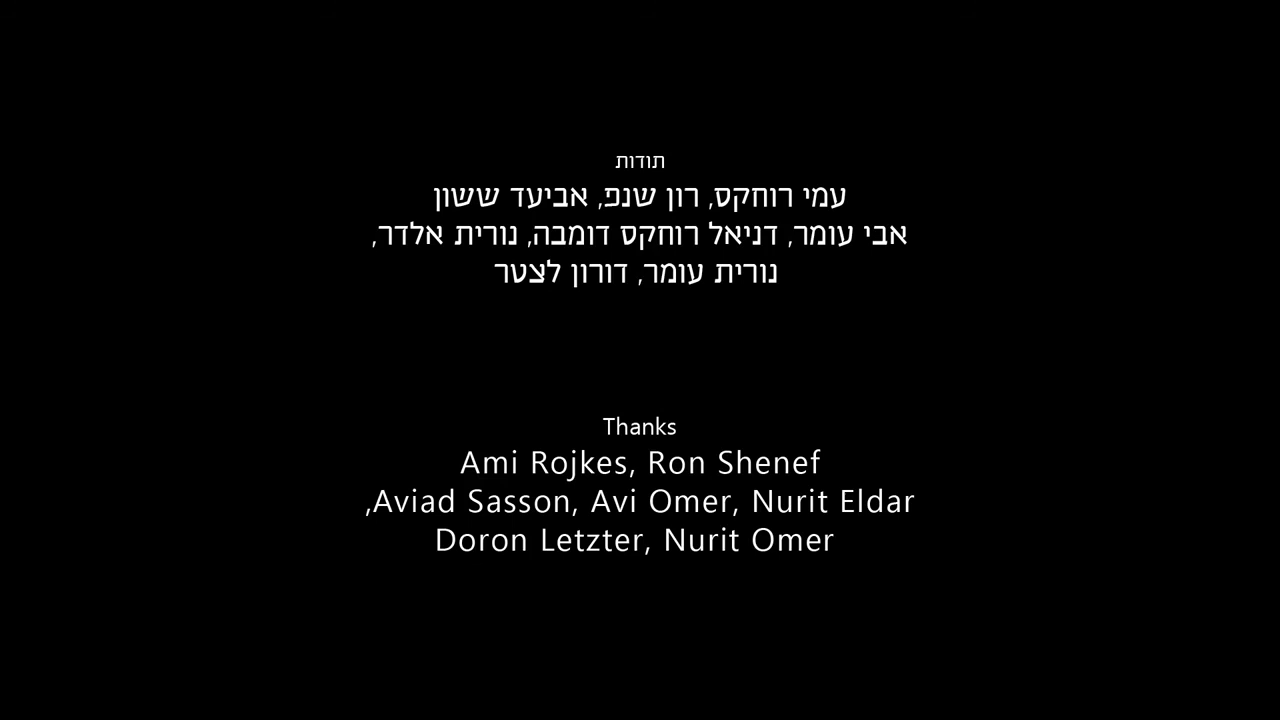 תודות
עמי רוחקס, רון שנפ, אביעד ששון
אבי עומר, דניאל רוחקס דומבה, נורית אלדר,
נורית עומר, דורון לצטר
Thanks
Ami Rojkes, Ron Shenef
,Aviad Sasson, Avi Omer, Nurit Eldar
Doron Letzter, Nurit Omer